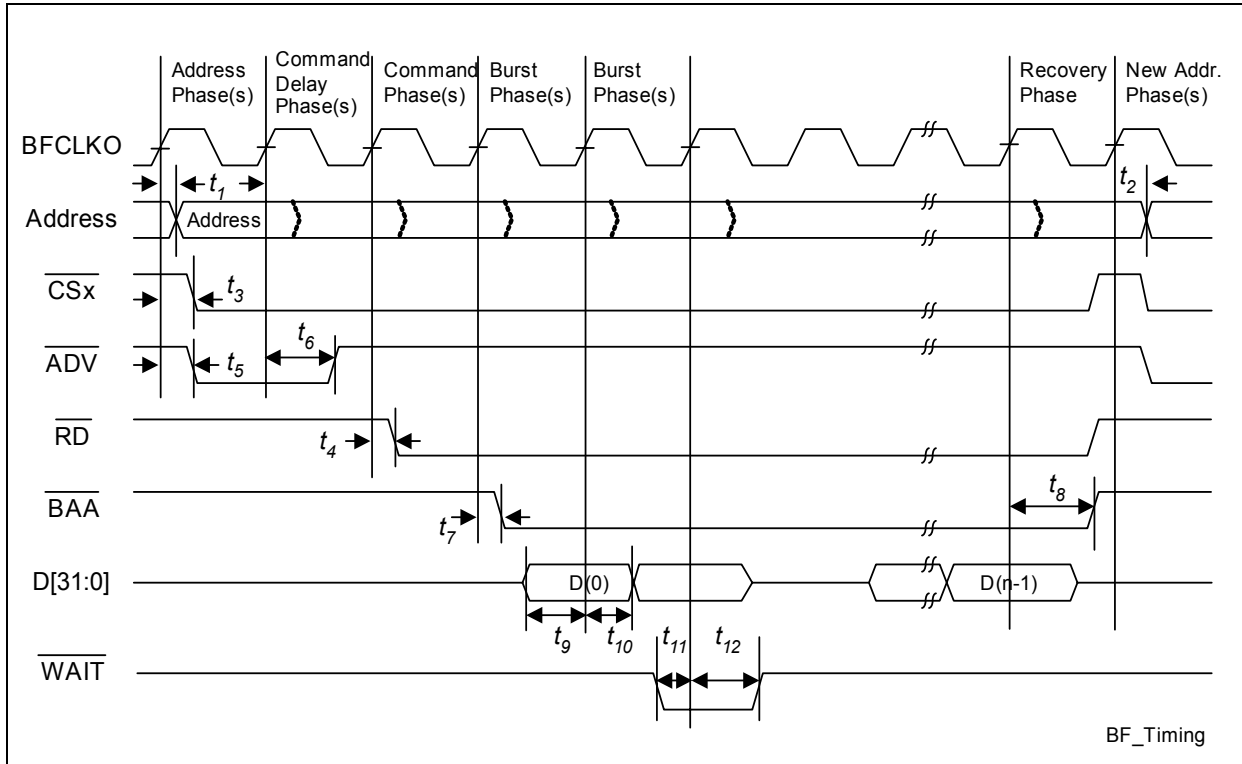 Address Phase(s)
Command Delay Phase(s)
Command Phase(s)
Burst Phase(s)
Burst Phase(s)
Recovery Phase
New Addr. Phase(s)
BFCLKO
t1
t2
Address
Address
CSx
t3
t6
ADV
t5
RD
t4
BAA
t7
t8
D[31:0]
D(0)
D(n-1)
t9
t10
t11
t12
WAIT
BF_Timing